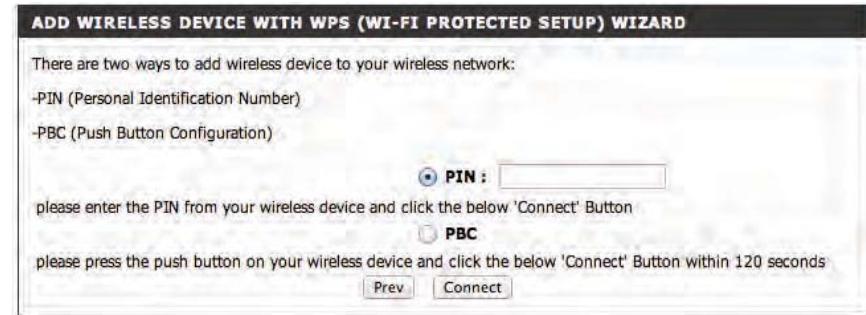 ADD WIRELESS DEVICE WITH WPS (WI-FI PROTECTED SETUP) WIZARD
There are two ways to add wireless device to your wireless network:
-PIN (Personal Identification Number)
-PBC (Push Button Configuration)
PIN :
please enter the PIN from your wireless device and click the below 'Connect' Button
PBC
please press the push button on your wireless device and click the below 'Connect' Button within 120 seconds
Prev Connect